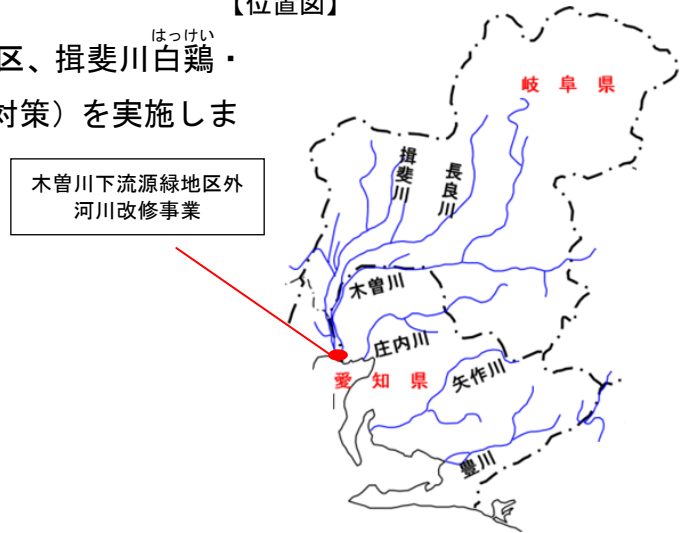 【位置図】
はっけい
区、揖斐川白鶏・
対策）を実施しま
岐阜県
揖斐川
長良川
木曽川下流源緑地区外
河川改修事業
木曽川
庄内川
愛知県
矢作川
豊川